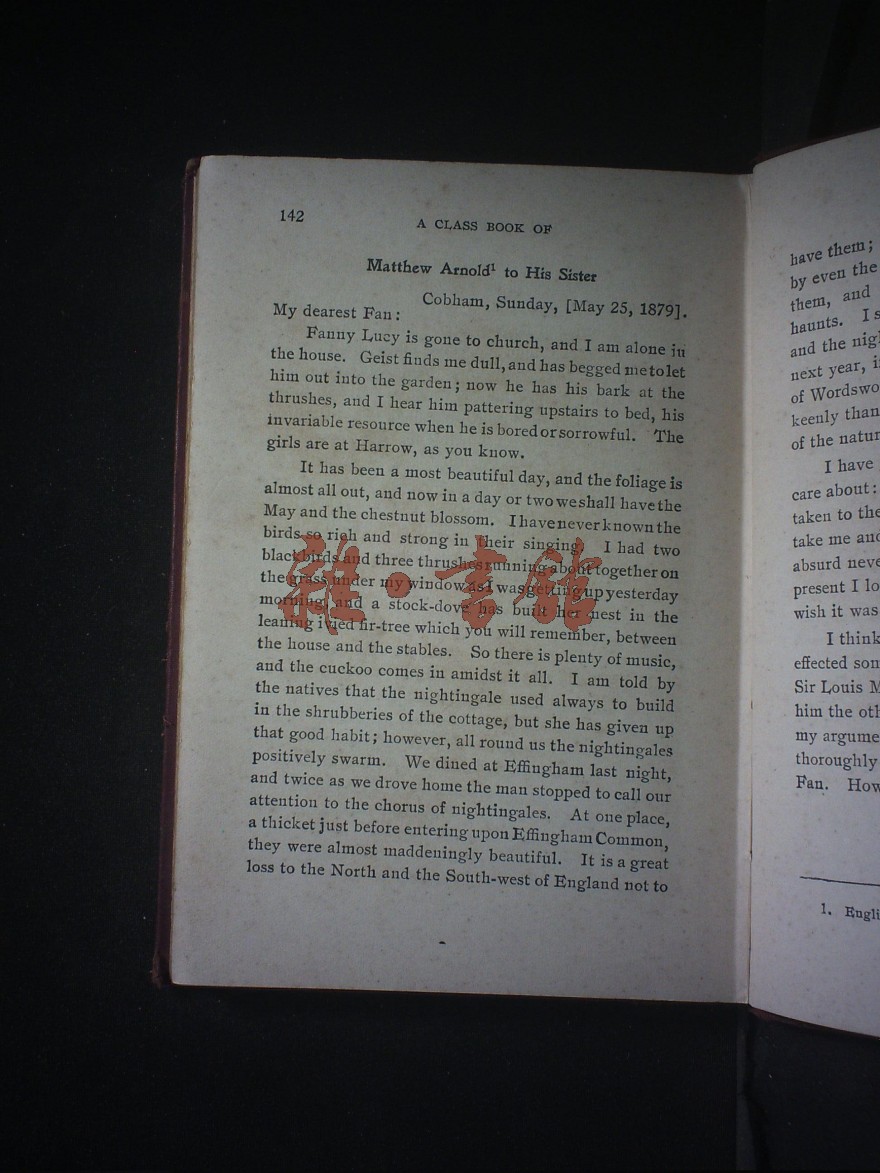 142
A CLASS BOOK OF
Matthew Arnold¹ to His Sister
Cobham, Sunday, [May 25, 1879].
My dearest Fan:
Fanny Lucy is gone to church, and I am alone in
the house. Geist finds me dull, and has begged me to let
him out into the garden; now he has his bark at the
thrushes, and I hear him pattering upstairs to bed, his
invariable resource when he is bored or sorrowful. The
girls are at Harrow, as you know.
It has been a most beautiful day, and the foliage is
almost all out, and now in a day or two we shall have the
May and the chestnut blossom. I have never known the
birds so rich and strong in their singing. I had two
blackbirds and three thrushes running about together on
the grass under my window as I was getting up yesterday
morning, and a stock-dove has built her nest in the
leaning ivied fir-tree which you will remember, between
the house and the stables. So there is plenty of music,
and the cuckoo comes in amidst it all. I am told by
the natives that the nightingale used always to build
in the shrubberies of the cottage, but she has given up
that good habit; however, all round us the nightingales
positively swarm. We dined at Effingham last night,
and twice as we drove home the man stopped to call our
attention to the chorus of nightingales. At one place,
a thicket just before entering upon Effingham Common,
they were almost maddeningly beautiful. It is a great
loss to the North and the South-west of England not to
have them;
by even the
them, and
haunts. I
and the
next year,
of
keenly than
of the
I have
care about:
taken to the
take me
absurd
present I
wish it was
I think
effected
Sir Louis
him the
my
thoroughly
Fan.
1.